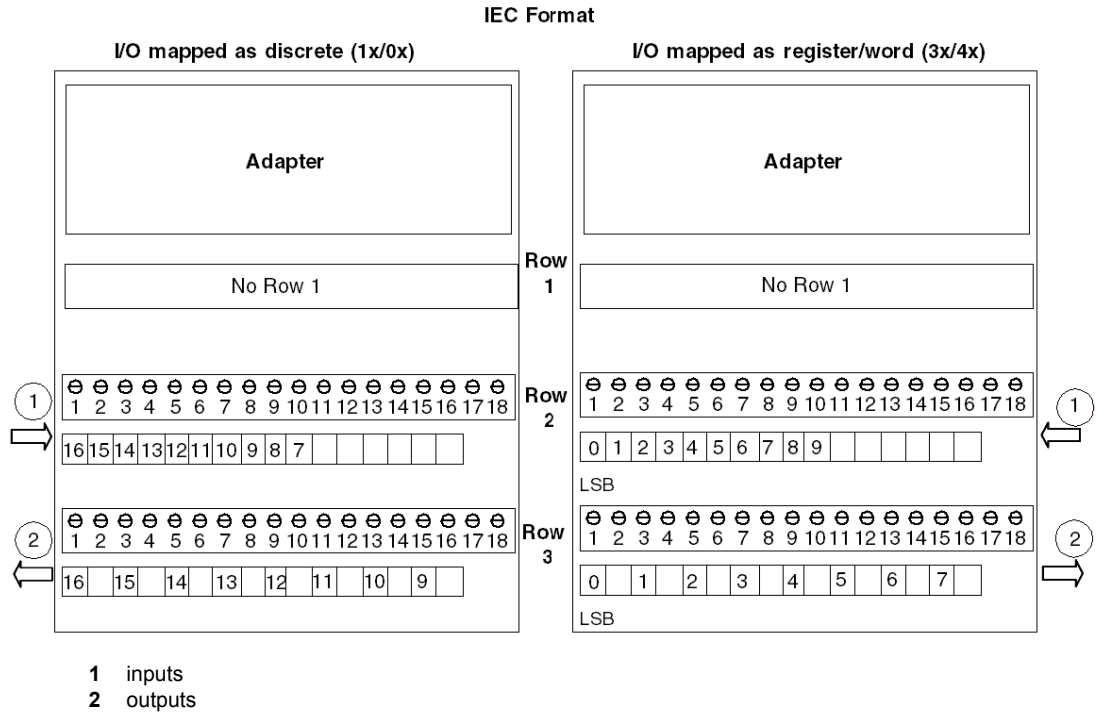 IEC Format
I/O mapped as discrete (1x/0x)
I/O mapped as register/word (3x/4x)
Adapter
Adapter
Row
1
No Row 1
No Row 1
1
1 2 3 4 5 6 7 8 9 10 11 12 13 14 15 16 17 18
16 15 14 13 12 11 10 9 8 7
Row
2
1 2 3 4 5 6 7 8 9 10 11 12 13 14 15 16 17 18
0 1 2 3 4 5 6 7 8 9
1
LSB
2
1 2 3 4 5 6 7 8 9 10 11 12 13 14 15 16 17 18
16 15 14 13 12 11 10 9
Row
3
1 2 3 4 5 6 7 8 9 10 11 12 13 14 15 16 17 18
0 1 2 3 4 5 6 7
2
LSB
1 inputs
2 outputs